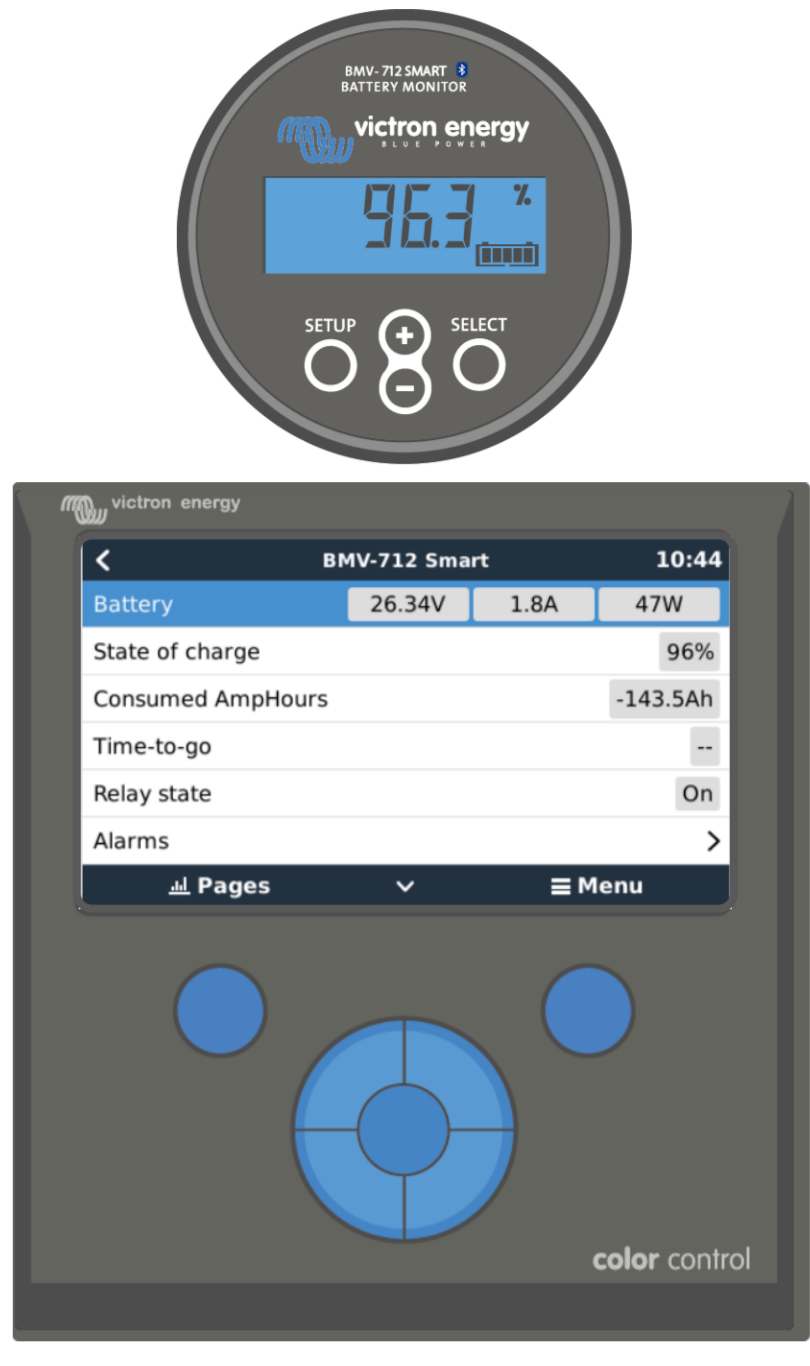 BMV-712 SMART
BATTERY MONITOR
victron energy
BLUE POWER
96.3 %
SETUP + SELECT
−
victron energy
BMV-712 Smart 10:44
Battery 26.34V 1.8A 47W
State of charge 96%
Consumed AmpHours -143.5Ah
Time-to-go --
Relay state On
Alarms
Pages Menu
color control